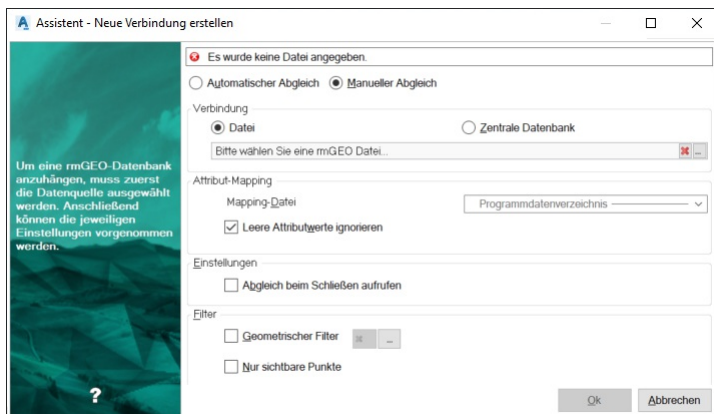 Assistent - Neue Verbindung erstellen
Es wurde keine Datei angegeben.
Automatischer Abgleich Manueller Abgleich
Verbindung
Datei Zentrale Datenbank
Bitte wählen Sie eine rmGEO Datei... ...
Um eine rmGEO-Datenbank
anzuhängen, muss zuerst
die Datenquelle ausgewählt
werden. Anschließend
können die jeweiligen
Einstellungen vorgenommen
werden.
Attribut-Mapping
Mapping-Datei Programmdatenverzeichnis
Leere Attributwerte ignorieren
Einstellungen
Abgleich beim Schließen aufrufen
Filter
Geometrischer Filter ...
Nur sichtbare Punkte
?
Ok Abbrechen